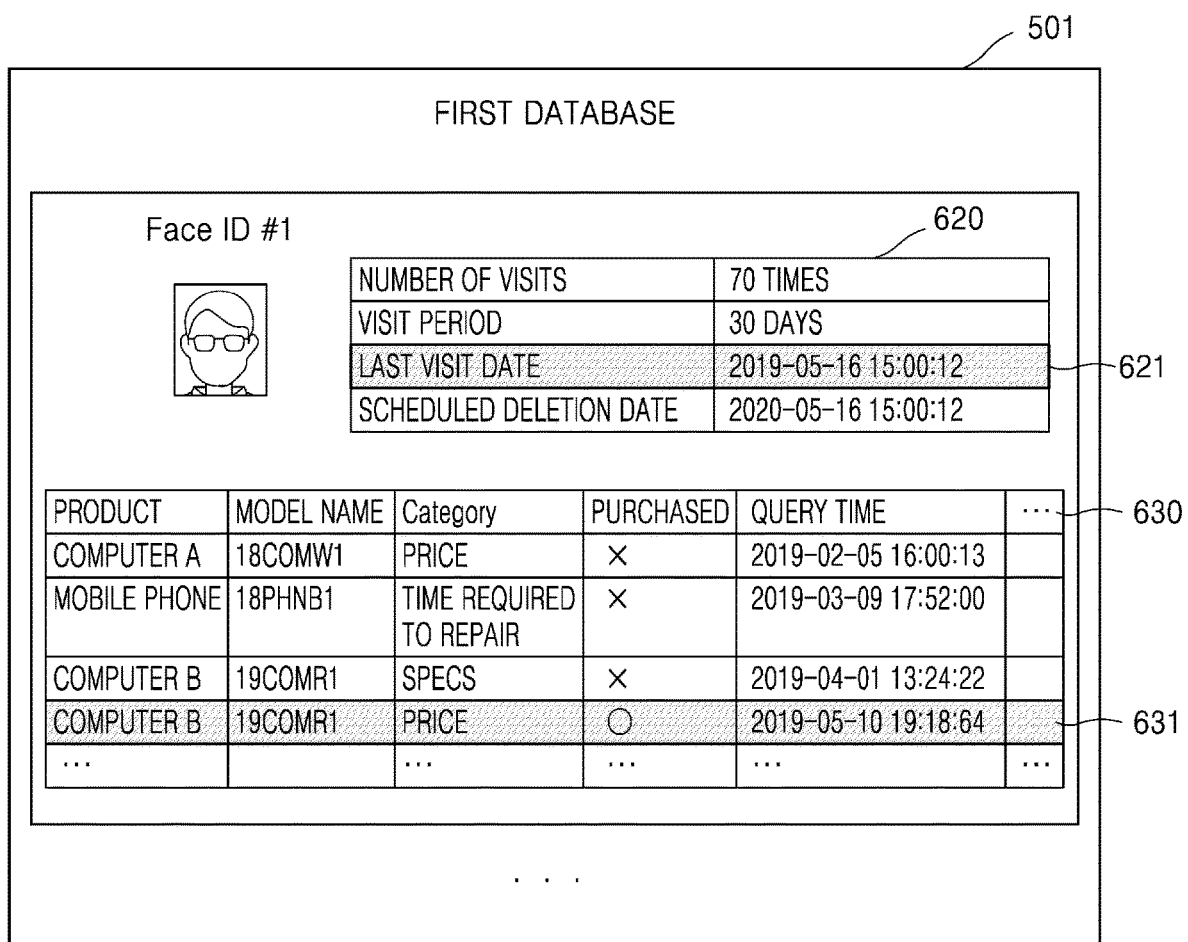 501
FIRST DATABASE
Face ID #1
620
NUMBER OF VISITS 70 TIMES
VISIT PERIOD 30 DAYS
LAST VISIT DATE 2019-05-16 15:00:12
621
SCHEDULED DELETION DATE 2020-05-16 15:00:12
PRODUCT MODEL NAME Category PURCHASED QUERY TIME ...
630
COMPUTER A 18COMW1 PRICE × 2019-02-05 16:00:13
MOBILE PHONE 18PHNB1 TIME REQUIRED × 2019-03-09 17:52:00
TO REPAIR
COMPUTER B 19COMR1 SPECS × 2019-04-01 13:24:22
COMPUTER B 19COMR1 PRICE ○ 2019-05-10 19:18:64
631
... ... ... ... ...
. . .